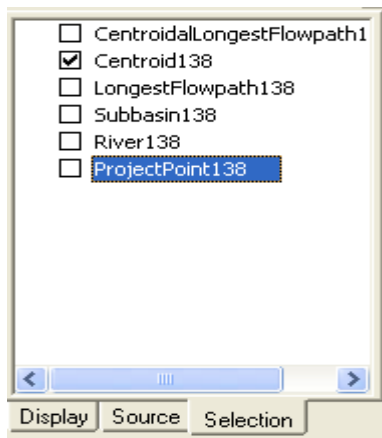 CentroidalLongestFlowpath1
Centroid138
LongestFlowpath138
Subbasin138
River138
ProjectPoint138
Display Source Selection